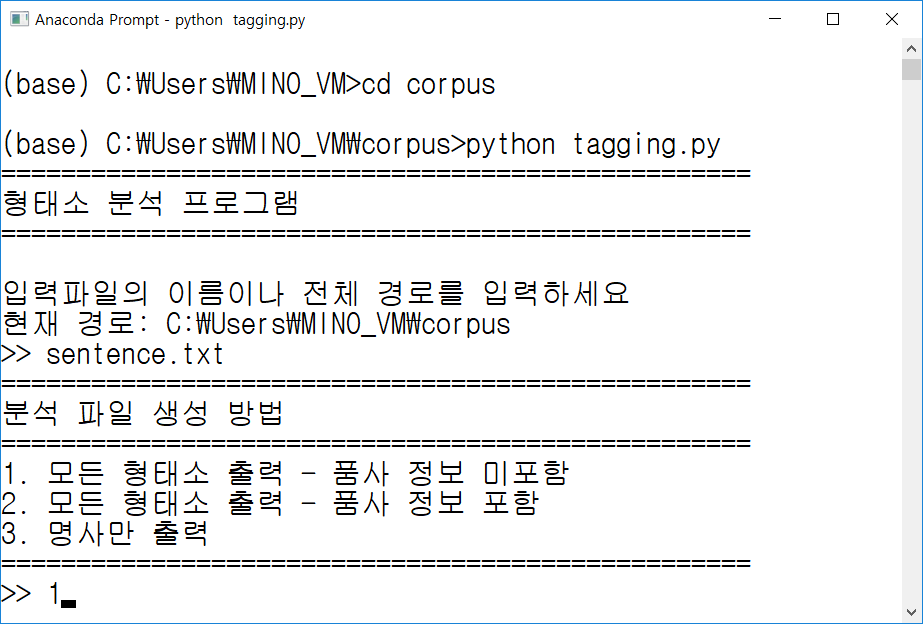 Anaconda Prompt - python  tagging.py
(base) C:₩Users₩MINO_VM>cd corpus
(base) C:₩Users₩MINO_VM₩corpus>python tagging.py
==================================================
형태소 분석 프로그램
==================================================
입력파일의 이름이나 전체 경로를 입력하세요
현재 경로: C:₩Users₩MINO_VM₩corpus
>> sentence.txt
==================================================
분석 파일 생성 방법
==================================================
1. 모든 형태소 출력 - 품사 정보 미포함
2. 모든 형태소 출력 - 품사 정보 포함
3. 명사만 출력
==================================================
>> 1